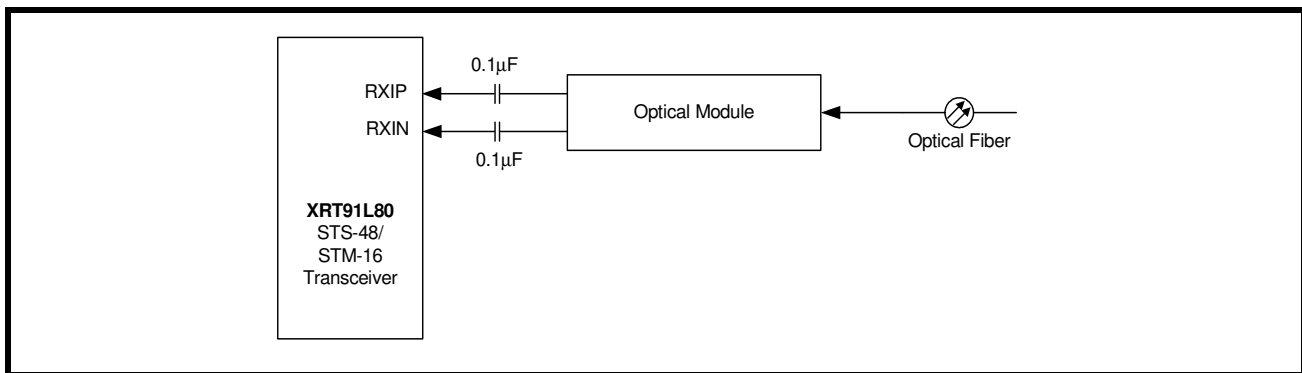 0.1μF
RXIP
Optical Module
RXIN
Optical Fiber
0.1μF
XRT91L80
STS-48/
STM-16
Transceiver